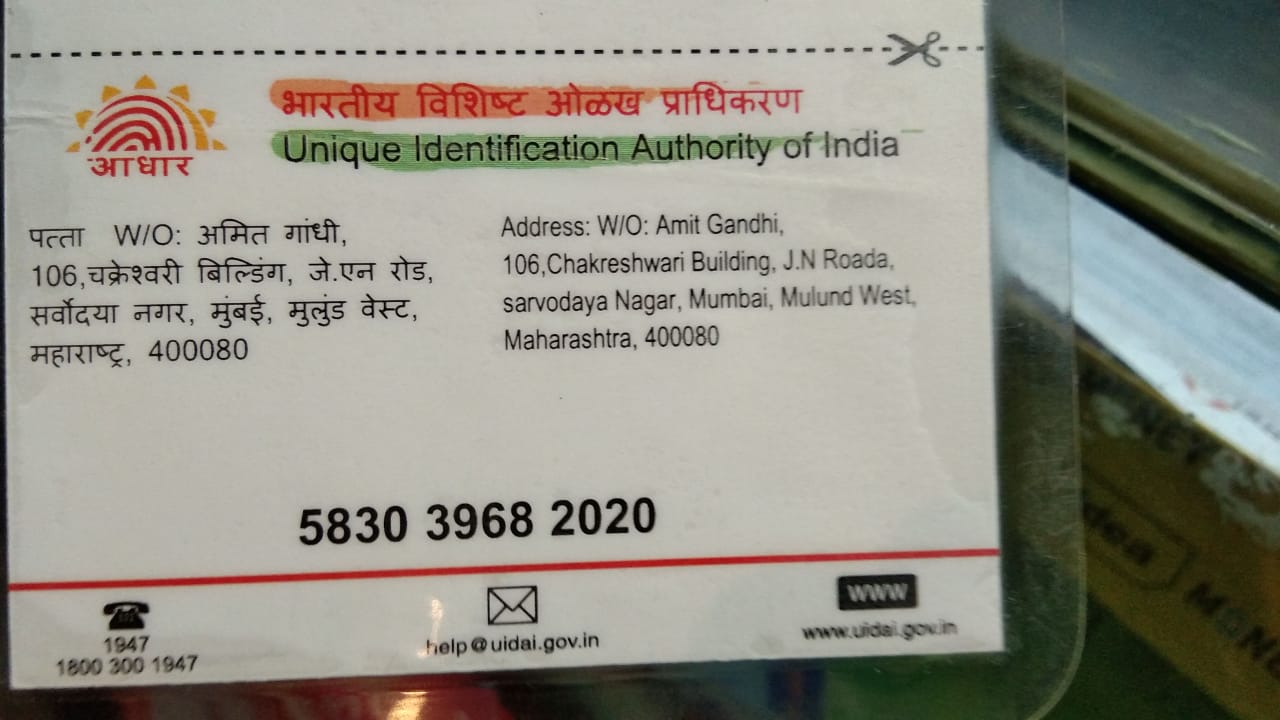 आधार
भारतीय विशिष्ट ओळख प्राधिकरण
Unique Identification Authority of India
पत्ता W/O: अमित गांधी,
106,चक्रेश्वरी बिल्डिंग, जे.एन रोड,
सर्वोदया नगर, मुंबई, मुलुंड वेस्ट,
महाराष्ट्र, 400080
Address: W/O: Amit Gandhi,
106,Chakreshwari Building, J.N Roada,
sarvodaya Nagar, Mumbai, Mulund West,
Maharashtra, 400080
5830 3968 2020
1947
1800 300 1947
help@uidai.gov.in
WWW
www.uidai.gov.in